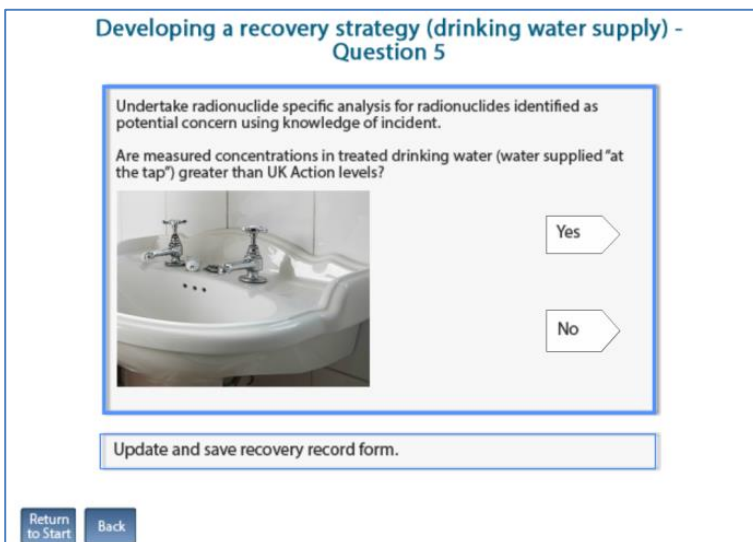 Developing a recovery strategy (drinking water supply) -
Question 5
Undertake radionuclide specific analysis for radionuclides identified as
potential concern using knowledge of incident.
Are measured concentrations in treated drinking water (water supplied "at
the tap") greater than UK Action levels?
Yes
No
Update and save recovery record form.
Return
to Start
Back